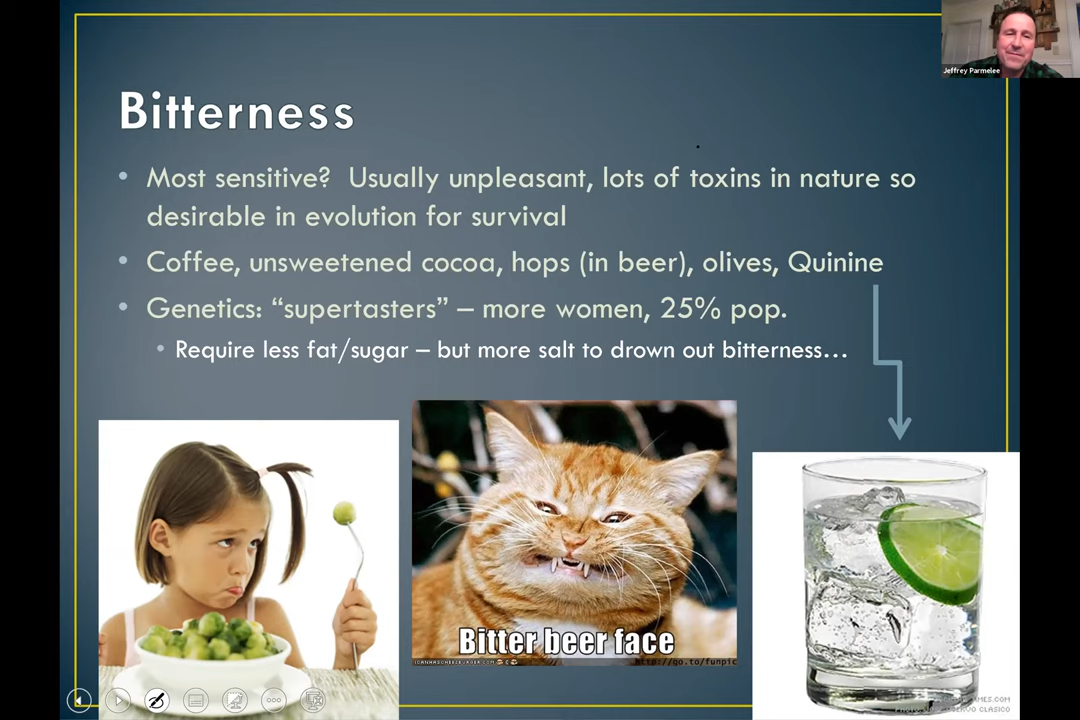 Jeffrey Parmelee
Bitterness
• Most sensitive?  Usually unpleasant, lots of toxins in nature so
desirable in evolution for survival
• Coffee, unsweetened cocoa, hops (in beer), olives, Quinine
• Genetics: “supertasters” – more women, 25% pop.
• Require less fat/sugar – but more salt to drown out bitterness…
Bitter beer face
ICANHASCHEEZBURGER.COM
http://go.to/funpic